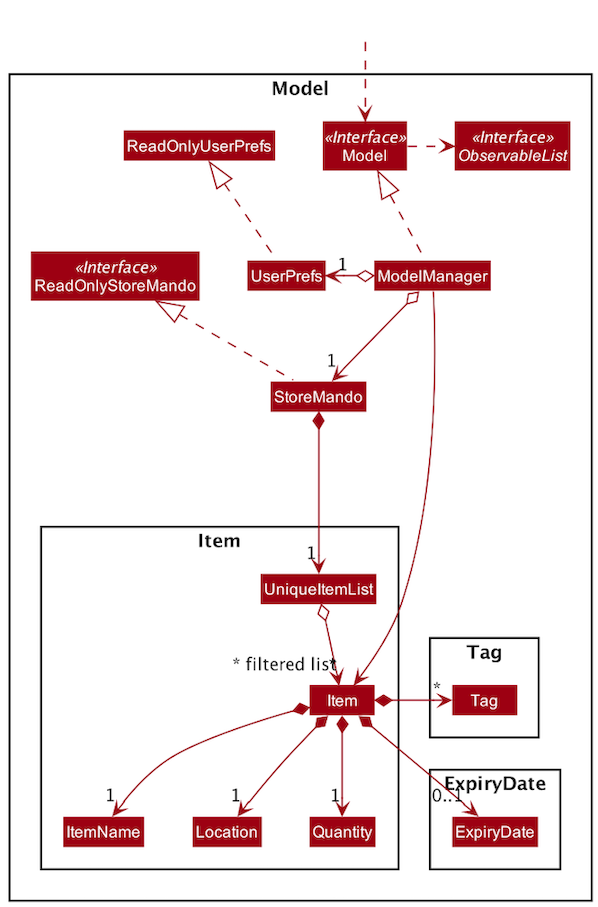 Model
«Interface»
Model
«Interface»
ObservableList
ReadOnlyUserPrefs
«Interface»
ReadOnlyStoreMando
UserPrefs
1
ModelManager
1
StoreMando
Item
1
UniqueItemList
* filtered list
*
Tag
Item
*
Tag
ExpiryDate
1
1
1
0..1
ItemName
Location
Quantity
ExpiryDate